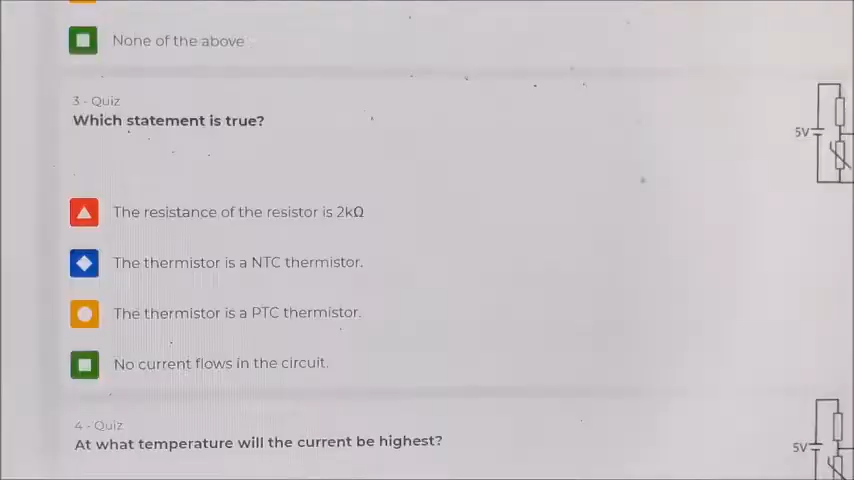 None of the above
3 - Quiz
Which statement is true?
5V
The resistance of the resistor is 2kΩ
The thermistor is a NTC thermistor.
The thermistor is a PTC thermistor.
No current flows in the circuit.
4 - Quiz
At what temperature will the current be highest?
5V